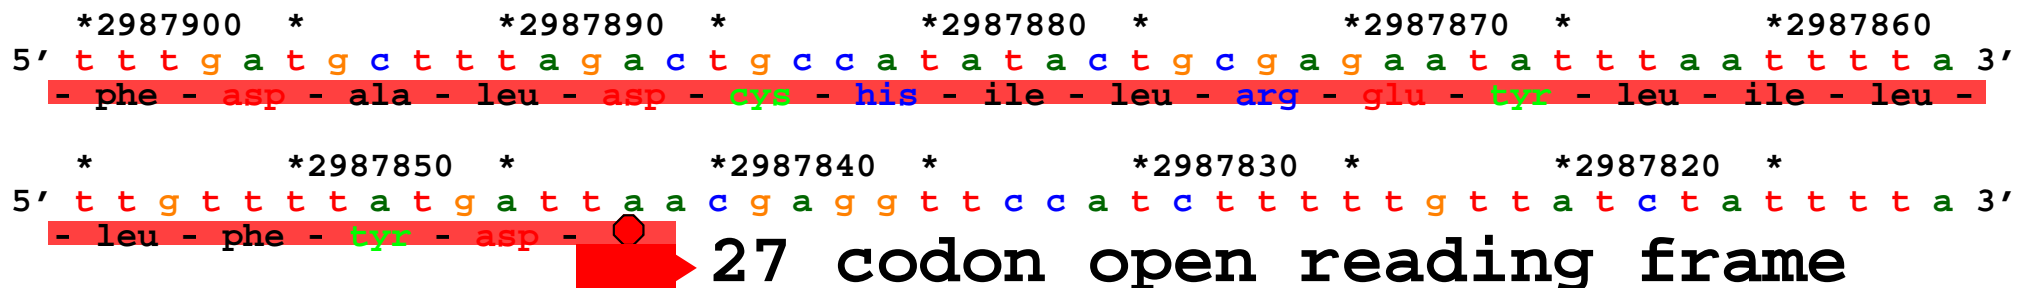 *2987900 * *2987890 * *2987880 * *2987870 * *2987860
5' t t t g a t g c t t t a g a c t g c c a t a t a c t g c g a g a a t a t t t a a t t t t a 3'
- phe - asp - ala - leu - asp - cys - his - ile - leu - arg - glu - tyr - leu - ile - leu -
* *2987850 * *2987840 * *2987830 * *2987820 *
5' t t g t t t t a t g a t t a a c g a g g t t c c a t c t t t t t g t t a t c t a t t t t a 3'
- leu - phe - tyr - asp -
27 codon open reading frame